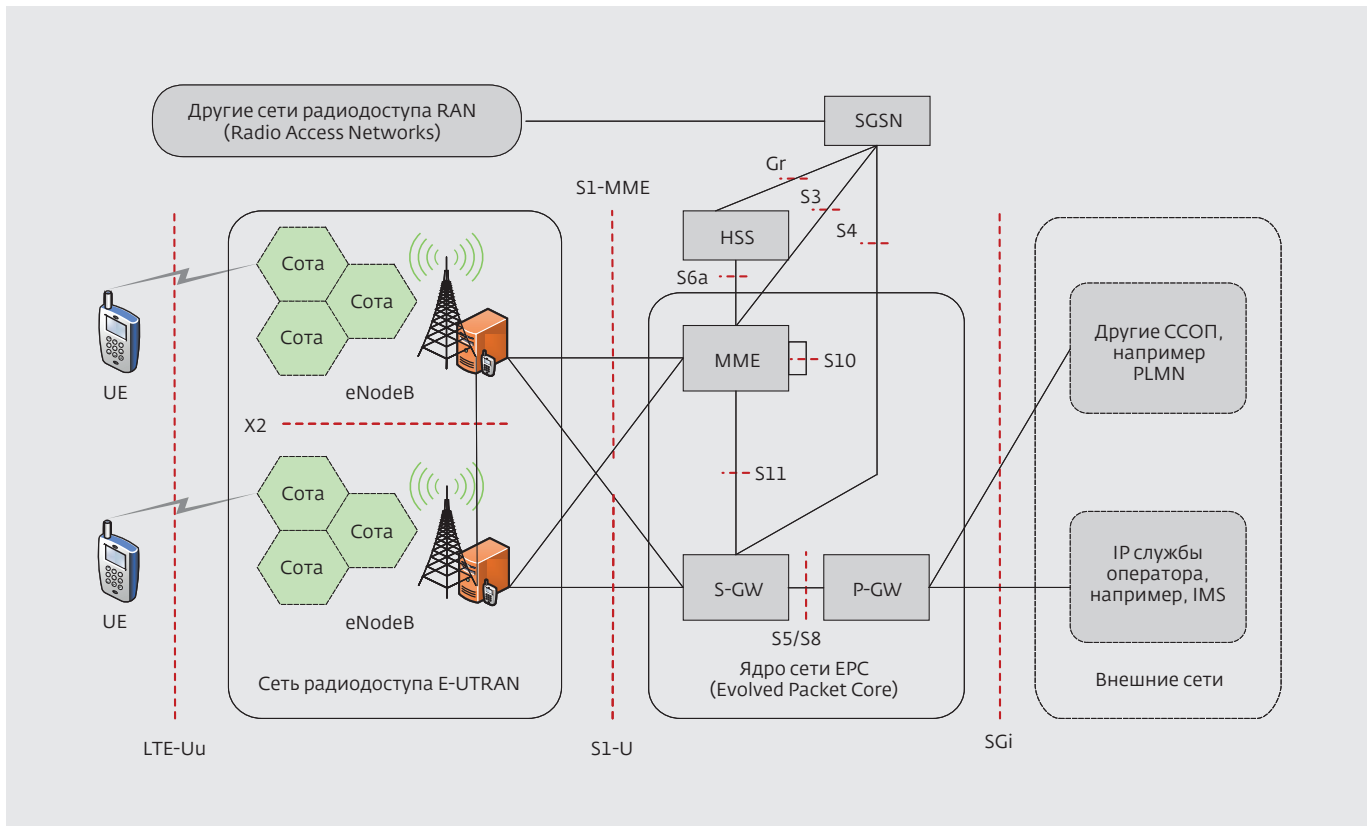 Другие сети радиодоступа RAN
(Radio Access Networks)
SGSN
Gr
S1-MME
S3
HSS
S4
S6a
Сота
Сота
Сота
MME
S10
Другие ССОП,
например
PLMN
UE
eNodeB
X2
Сота
Сота
Сота
S11
IP службы
оператора,
например, IMS
S-GW
P-GW
UE
eNodeB
S5/S8
Сеть радиодоступа E-UTRAN
Ядро сети EPC
(Evolved Packet Core)
Внешние сети
LTE-Uu
S1-U
SGi